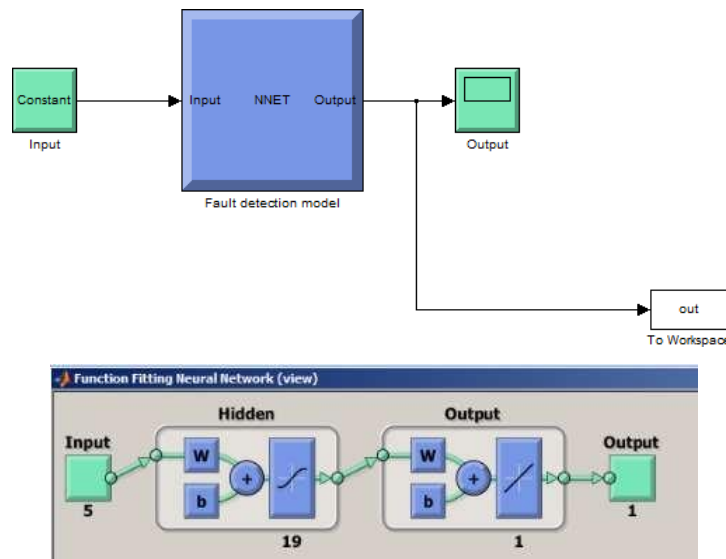 Constant
Input
Input NNET Output
Fault detection model
Output
out
To Workspace
Function Fitting Neural Network (view)
Hidden Output
Input Output
W W
b b
+ +
5 19 1 1